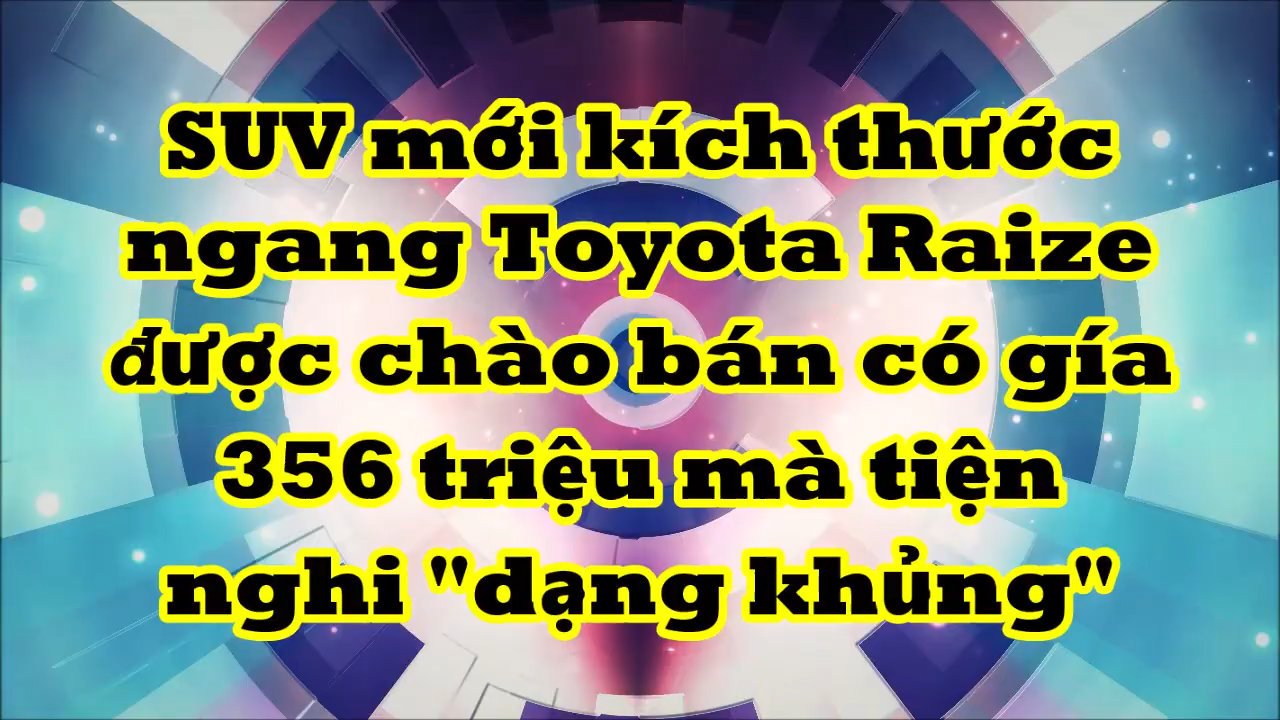 SUV mới kích thước
ngang Toyota Raize
được chào bán có gía
356 triệu mà tiện
nghi "dạng khủng"